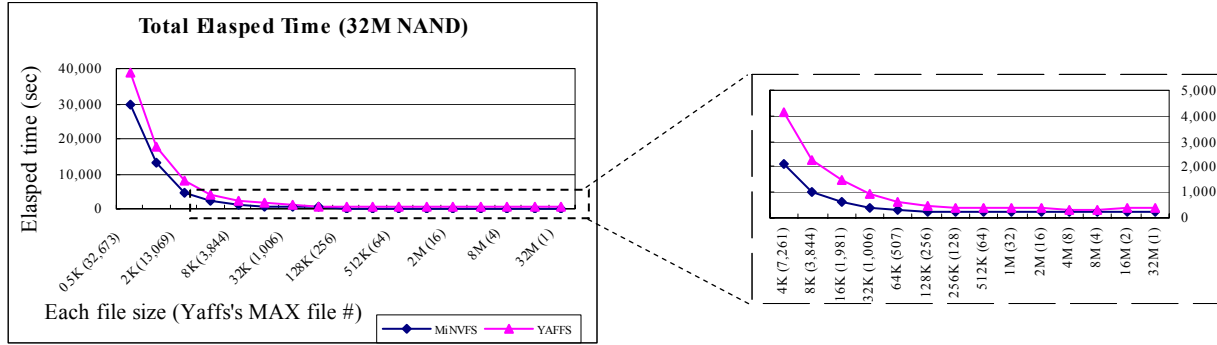 Total Elasped Time (32M NAND)
Elasped time (sec)
40,000
30,000
20,000
10,000
0
0.5K (32,673)
2K (13,069)
8K (3,844)
32K (1,006)
128K (256)
512K (64)
2M (16)
8M (4)
32M (1)
Each file size (Yaffs's MAX file #)
MiNVFS
YAFFS
5,000
4,000
3,000
2,000
1,000
0
4K (7,261)
8K (3,844)
16K (1,981)
32K (1,006)
64K (507)
128K (256)
256K (128)
512K (64)
1M (32)
2M (16)
4M (8)
8M (4)
16M (2)
32M (1)